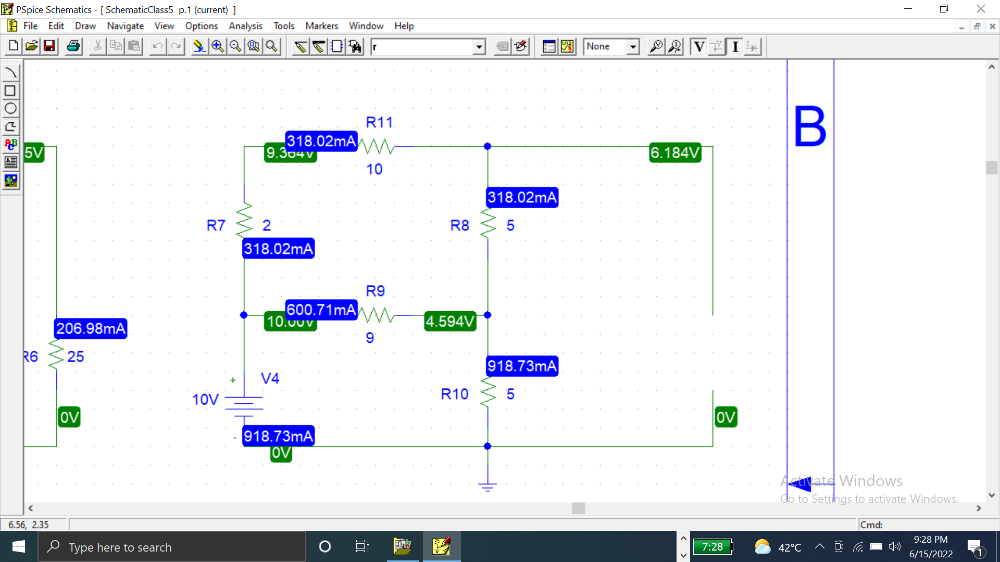 PSpice Schematics - [ SchematicClass5 p.1 (current) ]
File Edit Draw Navigate View Options Analysis Tools Markers Window Help
r
None
V V I I
ABC
A
R11
318.02mA
9.364V
6.184V
5V
10
B
318.02mA
R7 2
R8 5
318.02mA
R9
600.71mA
10.00V
4.594V
206.98mA
9
R6 25
918.73mA
+ V4
10V
R10 5
0V
0V
- 918.73mA
0V
Activate Windows
Go to Settings to activate Windows.
6.56, 2.35
Cmd:
Type here to search
7:28
42°C
9:28 PM
6/15/2022
1